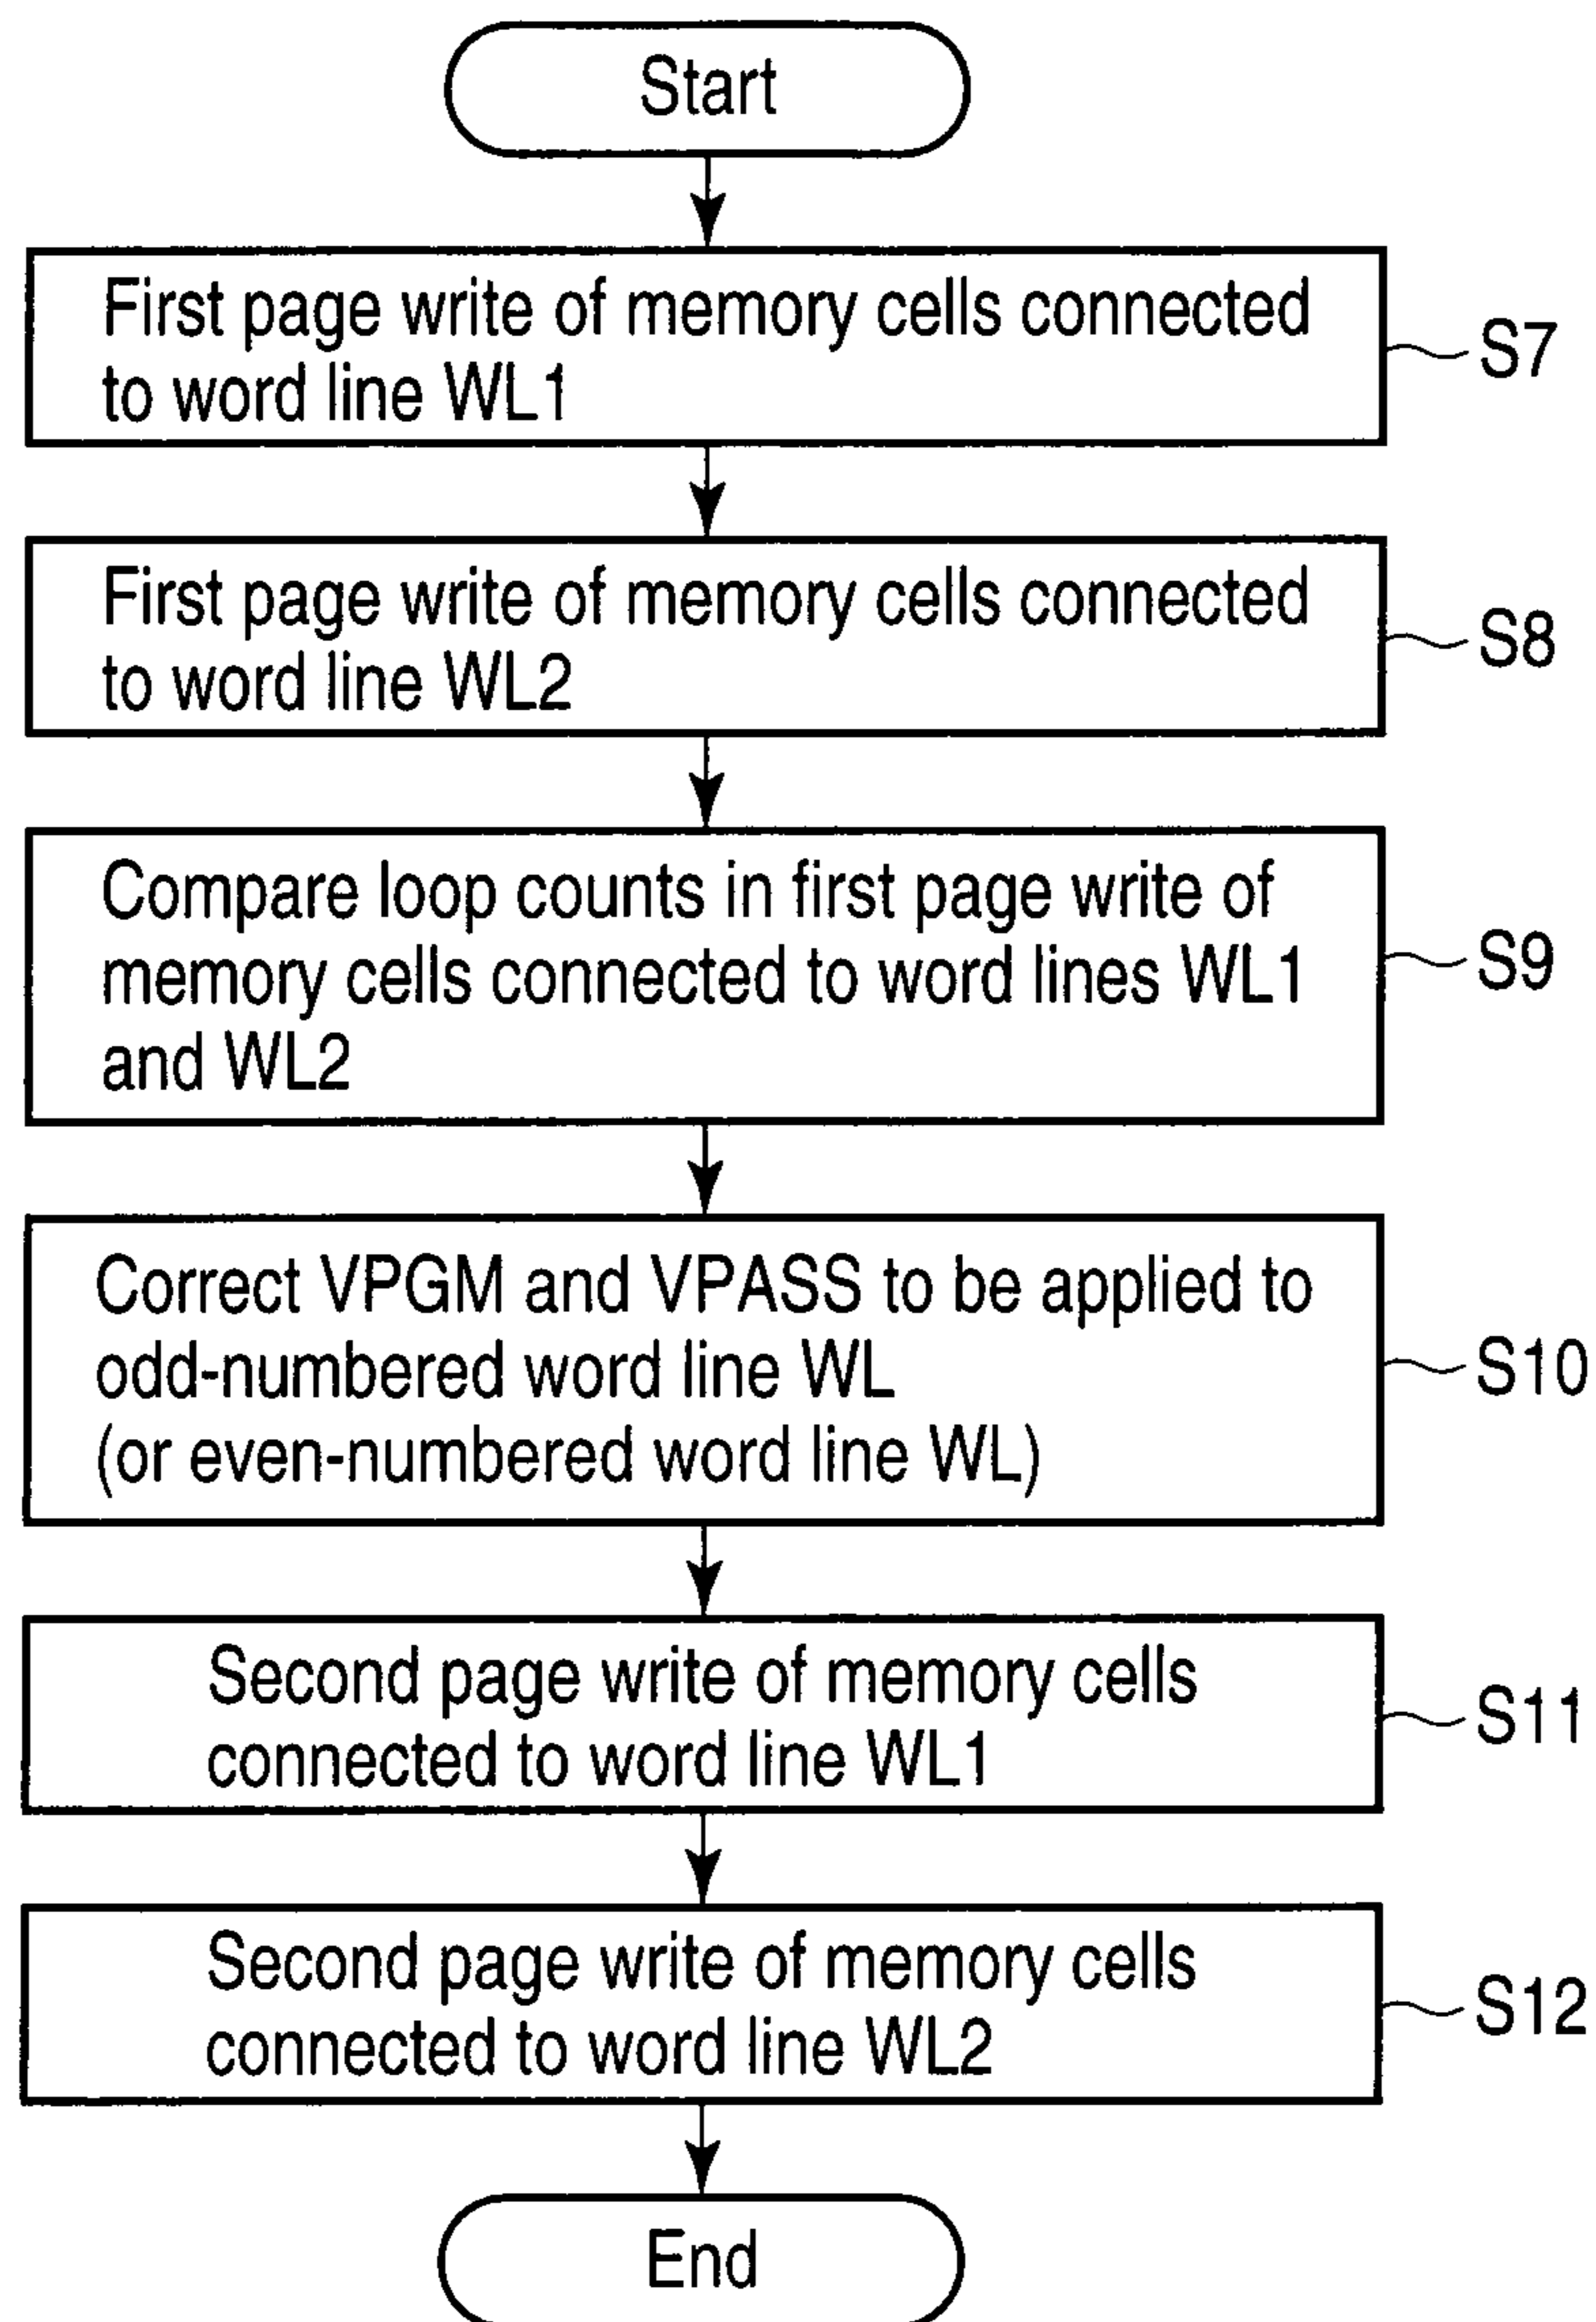 Start
First page write of memory cells connected
to word line WL1
S7
First page write of memory cells connected
to word line WL2
S8
Compare loop counts in first page write of
memory cells connected to word lines WL1
and WL2
S9
Correct VPGM and VPASS to be applied to
odd-numbered word line WL
(or even-numbered word line WL)
S10
Second page write of memory cells
connected to word line WL1
S11
Second page write of memory cells
connected to word line WL2
S12
End